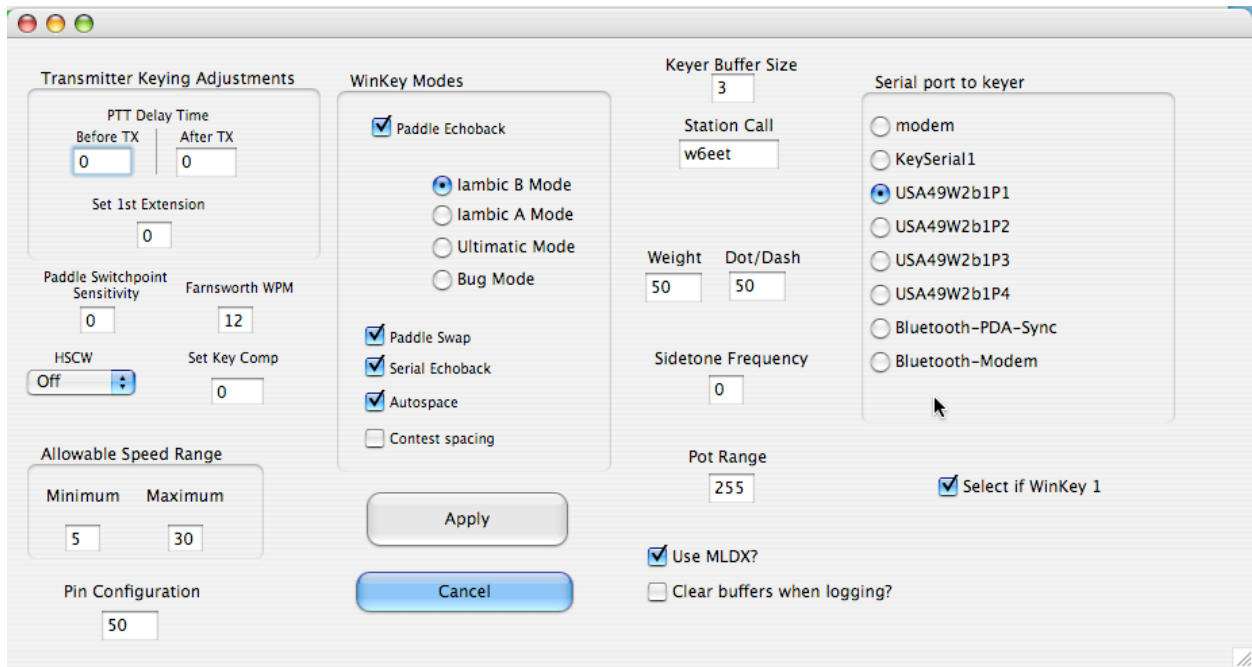 Transmitter Keying Adjustments
PTT Delay Time
Before TX After TX
0 0
Set 1st Extension
0
Paddle Switchpoint
Sensitivity
0
Farnsworth WPM
12
HSCW
Off
Set Key Comp
0
Allowable Speed Range
Minimum Maximum
5 30
Pin Configuration
50
WinKey Modes
Paddle Echoback
Iambic B Mode
Iambic A Mode
Ultimatic Mode
Bug Mode
Paddle Swap
Serial Echoback
Autospace
Contest spacing
Apply
Cancel
Keyer Buffer Size
3
Station Call
w6eet
Weight Dot/Dash
50 50
Sidetone Frequency
0
Pot Range
255
Use MLDX?
Clear buffers when logging?
Serial port to keyer
modem
KeySerial1
USA49W2b1P1
USA49W2b1P2
USA49W2b1P3
USA49W2b1P4
Bluetooth-PDA-Sync
Bluetooth-Modem
Select if WinKey 1